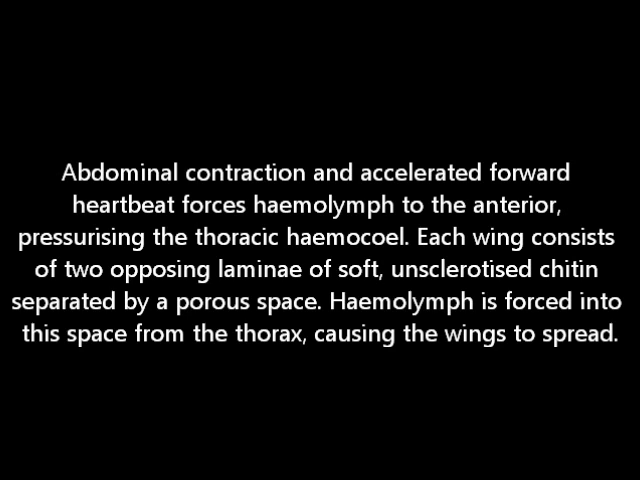 Abdominal contraction and accelerated forward
heartbeat forces haemolymph to the anterior,
pressurising the thoracic haemocoel. Each wing consists
of two opposing laminae of soft, unsclerotised chitin
separated by a porous space. Haemolymph is forced into
this space from the thorax, causing the wings to spread.